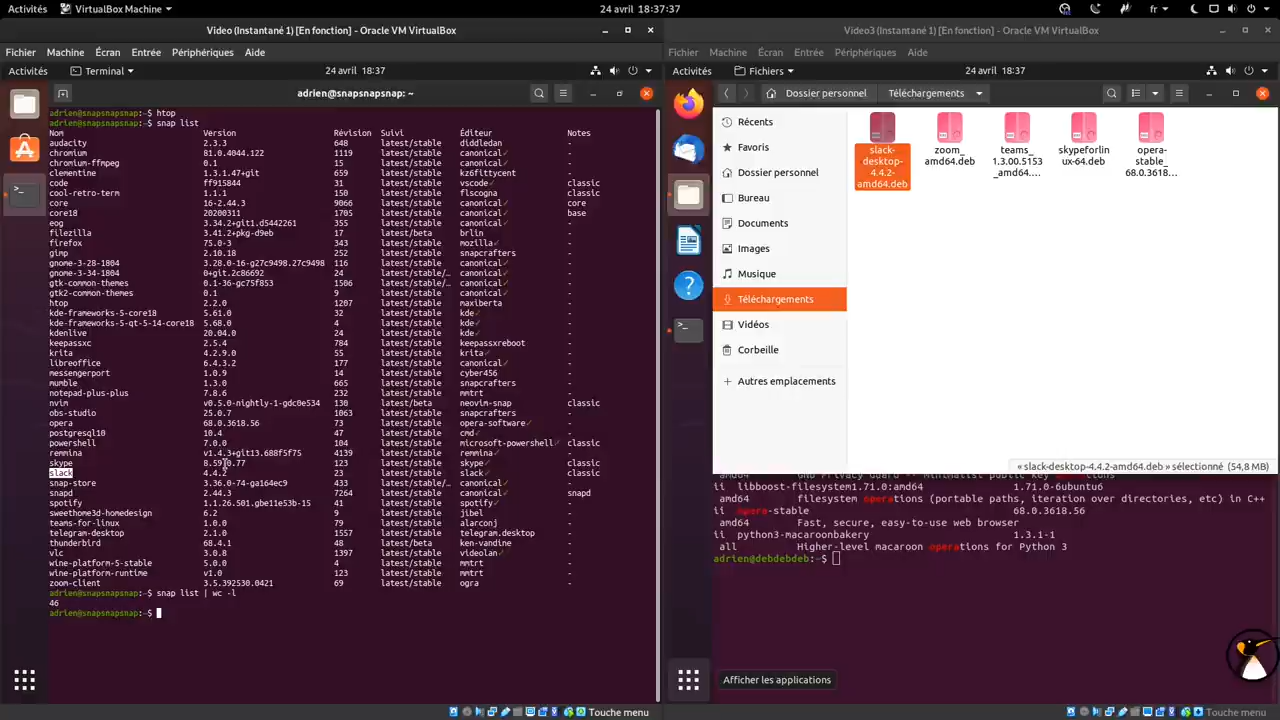 Activités VirtualBox Machine 24 avril 18:37:37 fr
Video (Instantané 1) [En fonction] - Oracle VM VirtualBox
Fichier Machine Écran Entrée Périphériques Aide
Activités Terminal 24 avril 18:37
adrien@snapsnapsnap: ~
adrien@snapsnapsnap:~$ htop
adrien@snapsnapsnap:~$ snap list
Nom Version Révision Suivi Éditeur Notes
audacity 2.3.3 648 latest/stable diddledan -
chromium 81.0.4044.122 1119 latest/stable canonical✓ -
chromium-ffmpeg 0.1 15 latest/stable canonical✓ -
clementine 1.3.1.47+git 659 latest/stable kz6fittycent -
code ff915844 31 latest/stable vscode✓ classic
cool-retro-term 1.1.1 150 latest/stable flscogna classic
core 16-2.44.3 9066 latest/stable canonical✓ core
core18 20200311 1705 latest/stable canonical✓ base
eog 3.34.2+git1.d5442261 355 latest/stable canonical✓ -
filezilla 3.41.2+pkg-d9eb 17 latest/beta brlin -
firefox 75.0-3 343 latest/stable mozilla✓ -
gimp 2.10.18 252 latest/stable snapcrafters -
gnome-3-28-1804 3.28.0-16-g27c9498.27c9498 116 latest/stable/… canonical✓ -
gnome-3-34-1804 0+git.2c86692 24 latest/stable/… canonical✓ -
gtk-common-themes 0.1-36-gc75f853 1506 latest/stable/… canonical✓ -
gtk2-common-themes 0.1 9 latest/stable canonical✓ -
htop 2.2.0 1207 latest/stable maxiberta -
kde-frameworks-5-core18 5.61.0 32 latest/stable kde✓ -
kde-frameworks-5-qt-5-14-core18 5.68.0 4 latest/stable kde✓ -
kdenlive 20.04.0 24 latest/stable kde✓ -
keepassxc 2.5.4 784 latest/stable keepassxreboot -
krita 4.2.9.0 55 latest/stable krita✓ -
libreoffice 6.4.3.2 177 latest/stable canonical✓ -
messengerport 1.0.9 14 latest/stable cyber456 -
mumble 1.3.0 665 latest/stable snapcrafters -
notepad-plus-plus 7.8.6 232 latest/stable mmtrt -
nvim v0.5.0-nightly-1-gdc0e534 130 latest/beta neovim-snap classic
obs-studio 25.0.7 1063 latest/stable snapcrafters -
opera 68.0.3618.56 73 latest/stable opera-software✓ -
postgresql10 10.4 47 latest/stable cmd✓ -
powershell 7.0.0 104 latest/stable microsoft-powershell✓ classic
remmina v1.4.3+git13.688f5f75 4139 latest/stable remmina✓ -
skype 8.59.0.77 123 latest/stable skype✓ classic
slack 4.4.2 23 latest/stable slack✓ classic
snap-store 3.36.0-74-ga164ec9 433 latest/stable/… canonical✓ -
snapd 2.44.3 7264 latest/stable canonical✓ snapd
spotify 1.1.26.501.gbe11e53b-15 41 latest/stable spotify✓ -
sweethome3d-homedesign 6.2 9 latest/stable jibel -
teams-for-linux 1.0.0 79 latest/stable alarconj -
telegram-desktop 2.1.0 1557 latest/stable telegram.desktop -
thunderbird 68.4.1 48 latest/beta ken-vandine -
vlc 3.0.8 1397 latest/stable videolan✓ -
wine-platform-5-stable 5.0.0 4 latest/stable mmtrt -
wine-platform-runtime v1.0 123 latest/stable mmtrt -
zoom-client 3.5.392530.0421 69 latest/stable ogra -
adrien@snapsnapsnap:~$ snap list | wc -l
46
adrien@snapsnapsnap:~$
Touche menu
Video3 (Instantané 1) [En fonction] - Oracle VM VirtualBox
Fichier Machine Écran Entrée Périphériques Aide
Activités Fichiers 24 avril 18:37
Dossier personnel Téléchargements
Récents
Favoris
Dossier personnel
Bureau
Documents
Images
Musique
Téléchargements
Vidéos
Corbeille
+ Autres emplacements
slack-
desktop-
4.4.2-
amd64.deb
zoom_
amd64.deb
teams_
1.3.00.5153
_amd64.…
skypeforlin
ux-64.deb
opera-
stable_
68.0.3618…
« slack-desktop-4.4.2-amd64.deb » sélectionné (54,8 MB)
ii libboost-filesystem1.71.0:amd64 1.71.0-6ubuntu6
amd64 filesystem operations (portable paths, iteration over directories, etc) in C++
ii opera-stable 68.0.3618.56
amd64 Fast, secure, easy-to-use web browser
ii python3-macaroonbakery 1.3.1-1
all Higher-level macaroon operations for Python 3
adrien@debdebdeb:~$
Afficher les applications
Touche menu